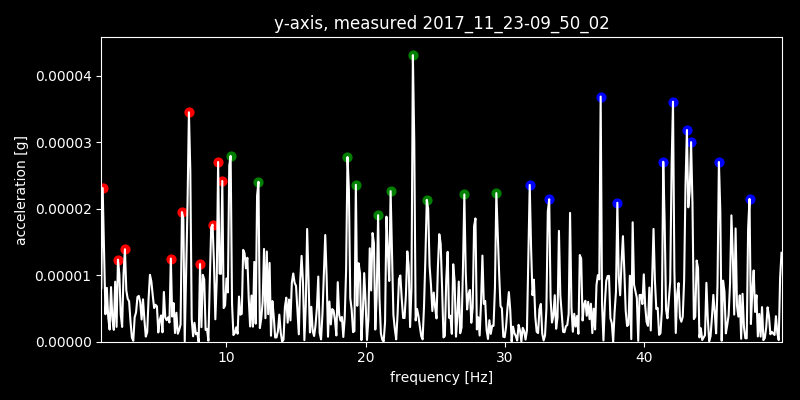 y-axis, measured 2017_11_23-09_50_02
0.00004
0.00003
0.00002
0.00001
0.00000
acceleration [g]
10 20 30 40
frequency [Hz]